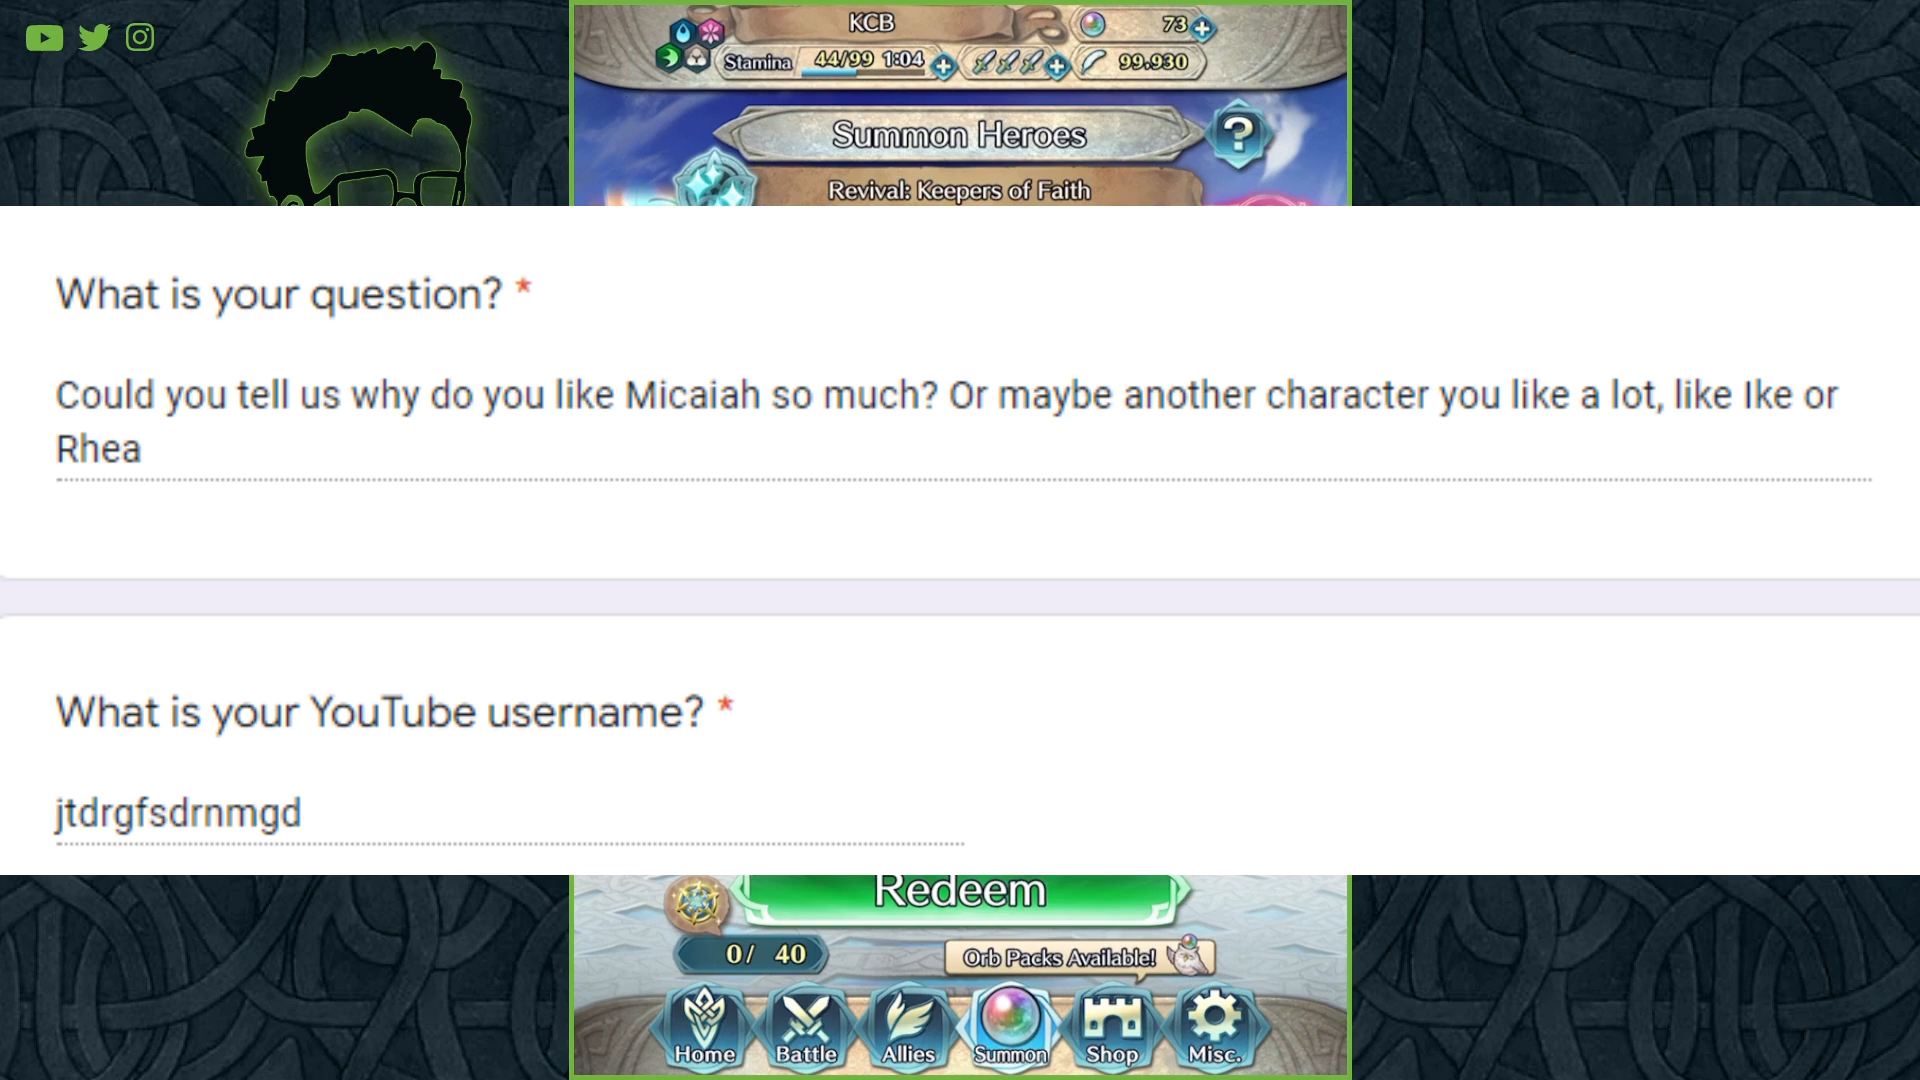 KCB
73
Stamina 44/99 1:04
99,930
Summon Heroes
?
Revival: Keepers of Faith
What is your question? *
Could you tell us why do you like Micaiah so much? Or maybe another character you like a lot, like Ike or
Rhea
What is your YouTube username? *
jtdrgfsdrnmgd
Redeem
0/ 40
Orb Packs Available!
Home Battle Allies Summon Shop Misc.